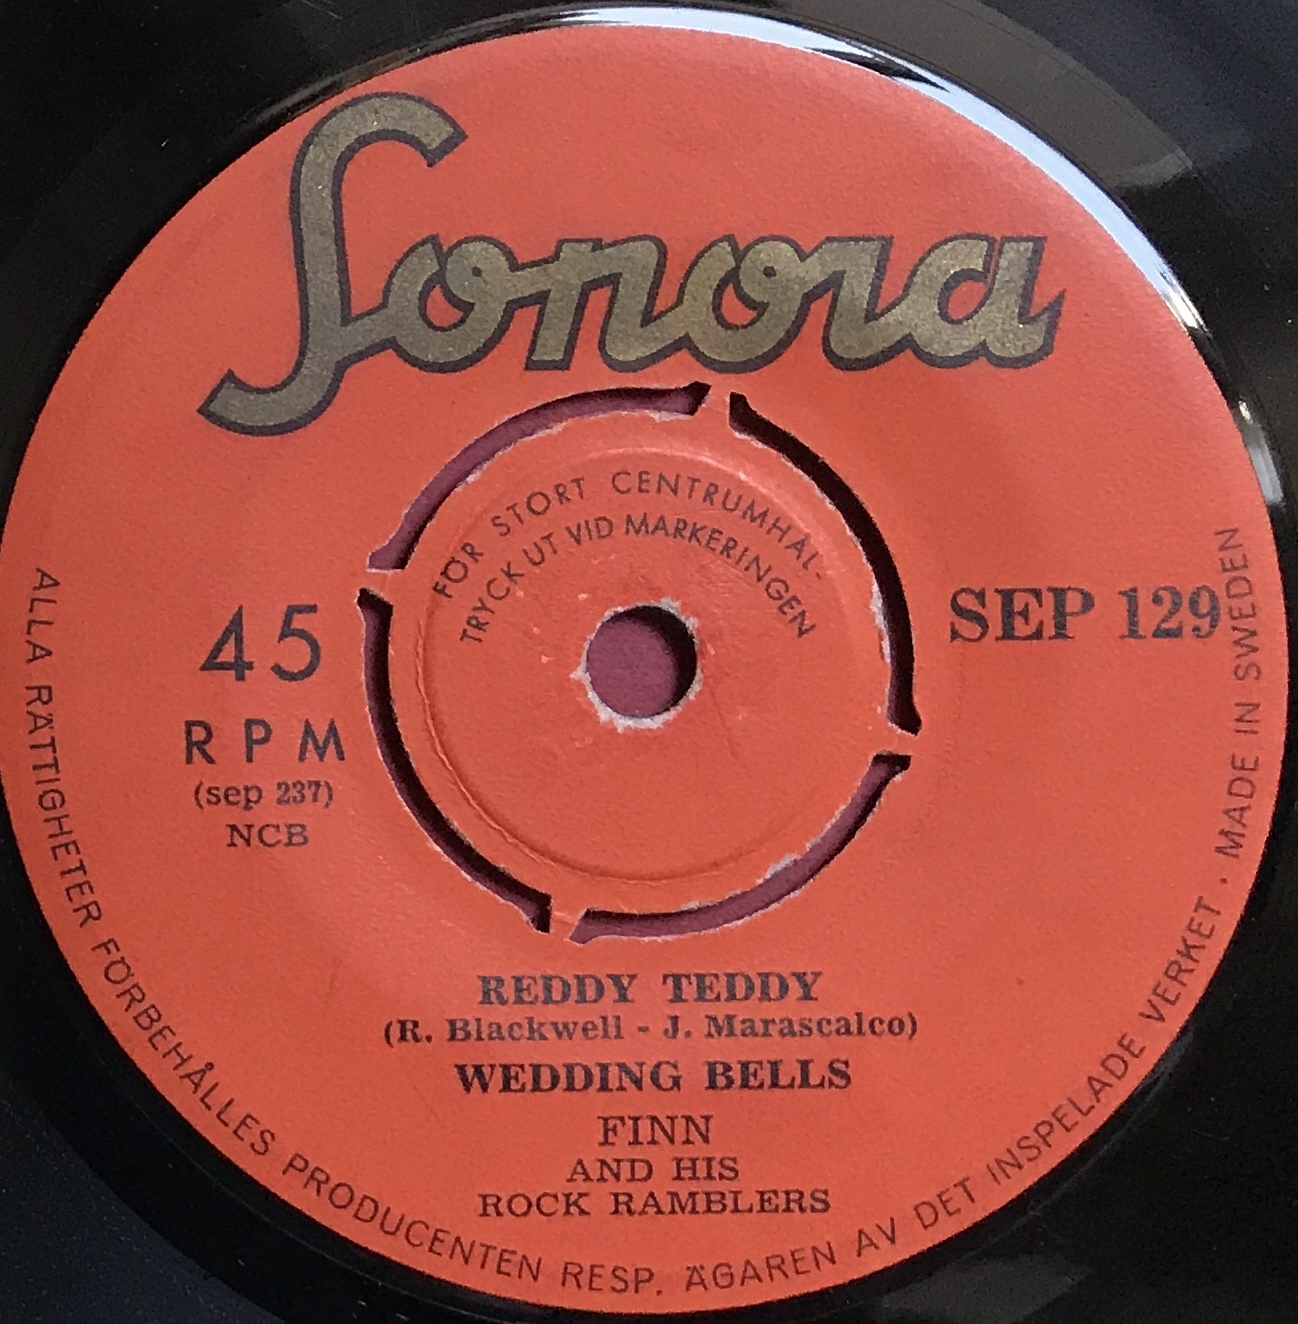 Sonora
FÖR STORT CENTRUMHÅL-
TRYCK UT VID MARKERINGEN
45
RPM
(sep 237)
NCB
SEP 129
REDDY TEDDY
(R. Blackwell - J. Marascalco)
WEDDING BELLS
FINN
AND HIS
ROCK RAMBLERS
ALLA RÄTTIGHETER FÖRBEHÅLLES PRODUCENTEN RESP. ÄGAREN AV DET INSPELADE VERKET · MADE IN SWEDEN